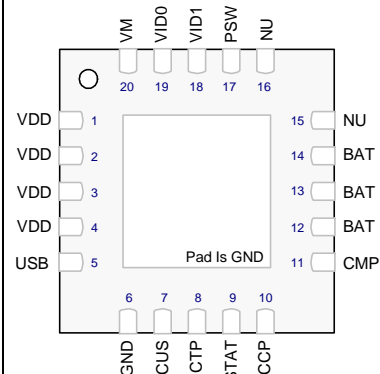 VM VID0 VID1 PSW NU
20 19 18 17 16
VDD 1
VDD 2
VDD 3
VDD 4
USB 5
15 NU
14 BAT
13 BAT
12 BAT
11 CMP
Pad Is GND
6 7 8 9 10
GND CUS CTP STAT CCP